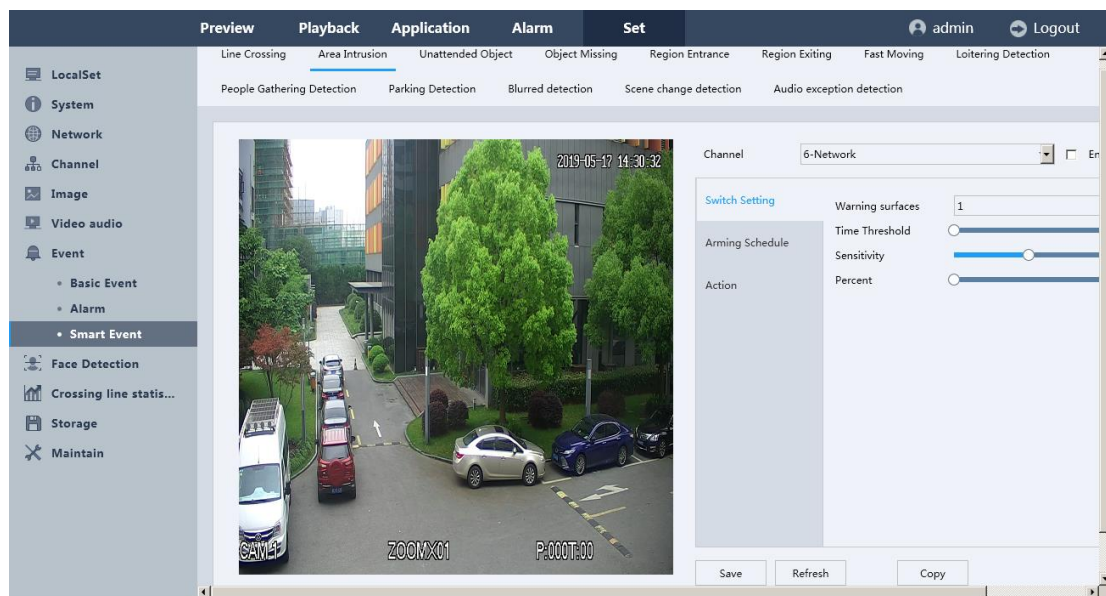 Preview Playback Application Alarm Set admin Logout
Line Crossing Area Intrusion Unattended Object Object Missing Region Entrance Region Exiting Fast Moving Loitering Detection
People Gathering Detection Parking Detection Blurred detection Scene change detection Audio exception detection
LocalSet
System
Network
Channel
Image
Video audio
Event
Basic Event
Alarm
Smart Event
Face Detection
Crossing line statis...
Storage
Maintain
2019-05-17 14:30:32
CAM-1
ZOOMX01
P:000T:00
Channel 6-Network En
Switch Setting
Arming Schedule
Action
Warning surfaces 1
Time Threshold
Sensitivity
Percent
Save Refresh Copy